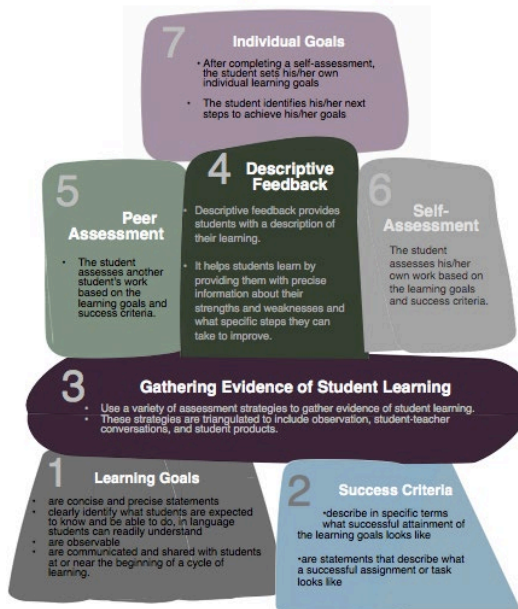 7
Individual Goals
• After completing a self-assessment,
the student sets his/her own
individual learning goals
• The student identifies his/her next
steps to achieve his/her goals
4
Descriptive
Feedback
• Descriptive feedback provides
students with a description of
their learning.
• It helps students learn by
providing them with precise
information about their
strengths and weaknesses and
what specific steps they can
take to improve.
5
Peer
Assessment
• The student
assesses another
student's work
based on the
learning goals and
success criteria.
6
Self-
Assessment
The student
assesses his/her
own work based on
the learning goals
and success criteria.
3
Gathering Evidence of Student Learning
• Use a variety of assessment strategies to gather evidence of student learning.
• These strategies are triangulated to include observation, student-teacher
conversations, and student products.
1
Learning Goals
• are concise and precise statements
• clearly identify what students are expected
to know and be able to do, in language
students can readily understand
• are observable
• are communicated and shared with students
at or near the beginning of a cycle of
learning.
2
Success Criteria
•describe in specific terms
what successful attainment of
the learning goals looks like
•are statements that describe what
a successful assignment or task
looks like